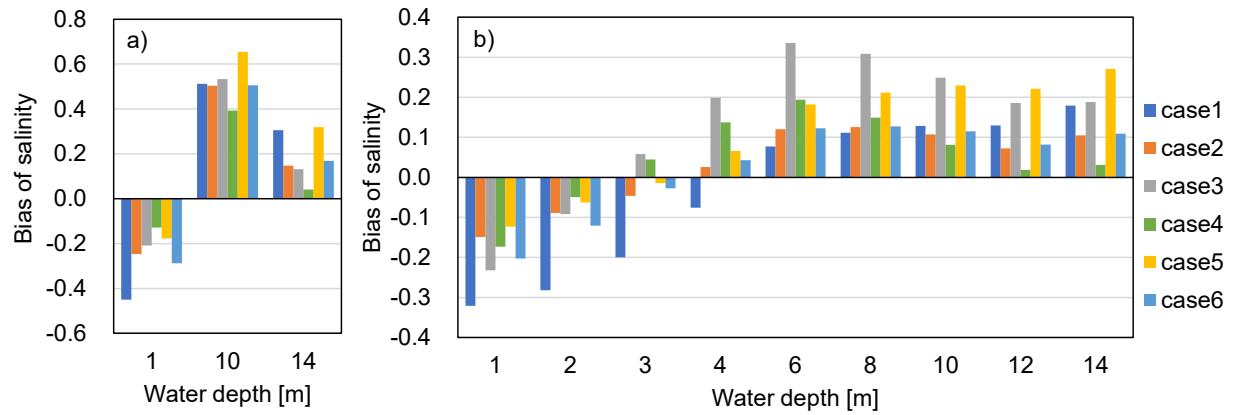 a)
Bias of salinity
0.8
0.6
0.4
0.2
0.0
-0.2
-0.4
-0.6
1 10 14
Water depth [m]
b)
Bias of salinity
0.4
0.3
0.2
0.1
0.0
-0.1
-0.2
-0.3
-0.4
1 2 3 4 6 8 10 12 14
Water depth [m]
case1
case2
case3
case4
case5
case6